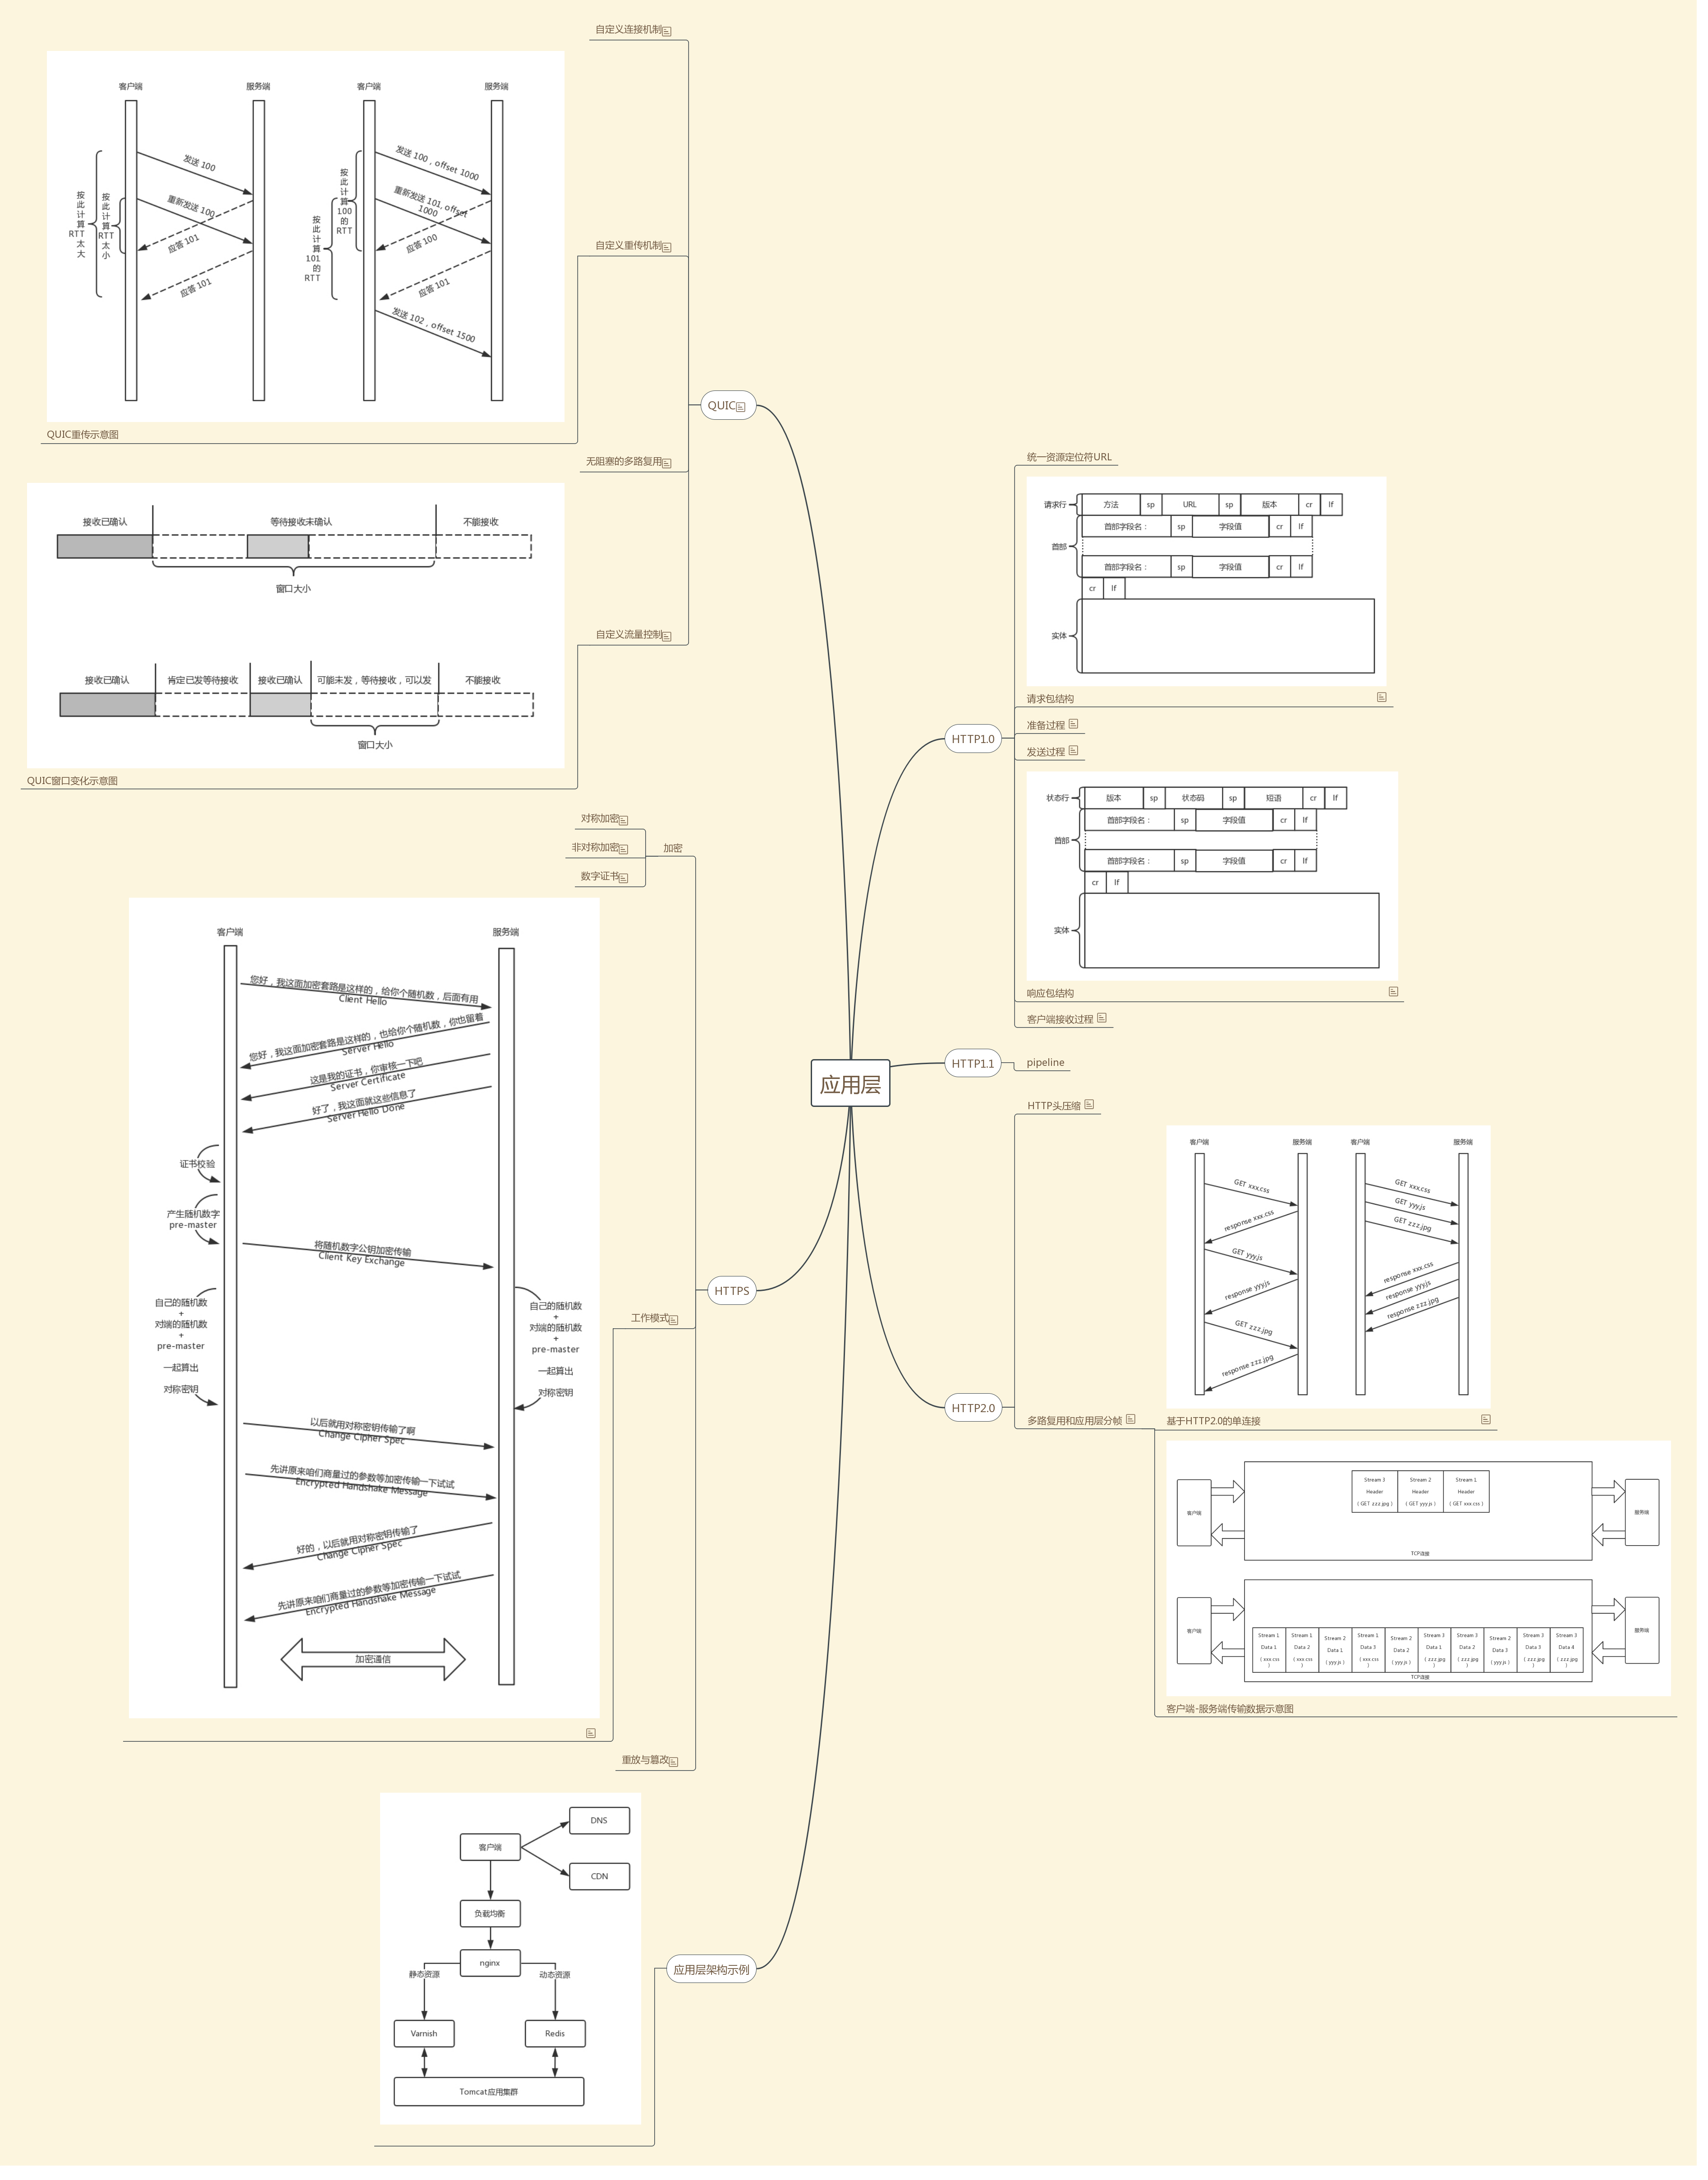 应用层
QUIC
自定义连接机制
自定义重传机制
客户端
服务端
客户端
服务端
发送 100
重新发送 100
应答 101
应答 101
按此计算RTT太大
按此计算RTT太小
发送 100，offset 1000
重新发送 101, offset
1000
应答 100
应答 101
发送 102，offset 1500
按此计算100的RTT
按此计算101的RTT
QUIC重传示意图
无阻塞的多路复用
自定义流量控制
接收已确认
等待接收未确认
不能接收
窗口大小
接收已确认
肯定已发等待接收
接收已确认
可能未发，等待接收，可以发
不能接收
窗口大小
QUIC窗口变化示意图
HTTPS
加密
对称加密
非对称加密
数字证书
工作模式
客户端
服务端
您好，我这面加密套路是这样的，给你个随机数，后面有用
Client Hello
您好，我这面加密套路是这样的，也给你个随机数，你也留着
Server Hello
这是我的证书，你审核一下吧
Server Certificate
好了，我这面就这些信息了
Server Hello Done
证书校验
产生随机数字
pre-master
将随机数字公钥加密传输
Client Key Exchange
自己的随机数
+
对端的随机数
+
pre-master
一起算出
对称密钥
自己的随机数
+
对端的随机数
+
pre-master
一起算出
对称密钥
以后就用对称密钥传输了啊
Change Cipher Spec
先讲原来咱们商量过的参数等加密传输一下试试
Encrypted Handshake Message
好的，以后就用对称密钥传输了
Change Cipher Spec
先讲原来咱们商量过的参数等加密传输一下试试
Encrypted Handshake Message
加密通信
重放与篡改
应用层架构示例
客户端
DNS
CDN
负载均衡
nginx
静态资源
动态资源
Varnish
Redis
Tomcat应用集群
HTTP1.0
统一资源定位符URL
请求行
方法
sp
URL
sp
版本
cr
lf
首部
首部字段名：
sp
字段值
cr
lf
首部字段名：
sp
字段值
cr
lf
cr
lf
实体
请求包结构
准备过程
发送过程
状态行
版本
sp
状态码
sp
短语
cr
lf
首部
首部字段名：
sp
字段值
cr
lf
首部字段名：
sp
字段值
cr
lf
cr
lf
实体
响应包结构
客户端接收过程
HTTP1.1
pipeline
HTTP2.0
HTTP头压缩
多路复用和应用层分帧
客户端
服务端
客户端
服务端
GET xxx.css
response xxx.css
GET yyy.js
response yyy.js
GET zzz.jpg
response zzz.jpg
GET xxx.css
GET yyy.js
GET zzz.jpg
response xxx.css
response yyy.js
response zzz.jpg
基于HTTP2.0的单连接
客户端
Stream 3
Header
( GET zzz.jpg )
Stream 2
Header
( GET yyy.js )
Stream 1
Header
( GET xxx.css )
服务端
TCP连接
客户端
Stream 1
Data 1
( xxx.css
)
Stream 1
Data 2
( xxx.css
)
Stream 2
Data 1
( yyy.js )
Stream 1
Data 3
( xxx.css
)
Stream 2
Data 2
( yyy.js )
Stream 3
Data 1
( zzz.jpg
)
Stream 3
Data 2
( zzz.jpg
)
Stream 2
Data 3
( yyy.js )
Stream 3
Data 3
( zzz.jpg
)
Stream 3
Data 4
( zzz.jpg
)
服务端
TCP连接
客户端-服务端传输数据示意图